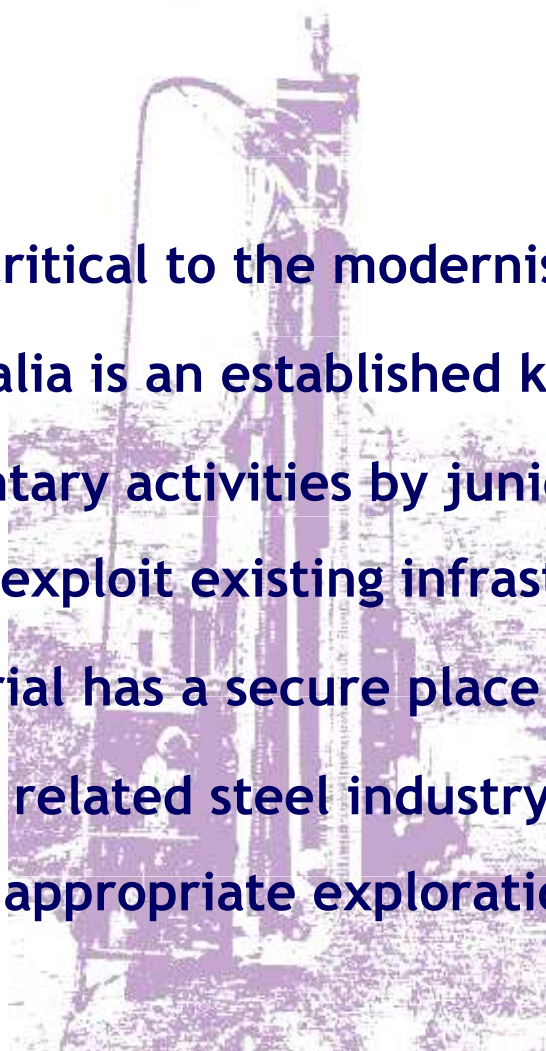 ritical to the modernis
alia is an established k
ntary activities by juni
exploit existing infras
rial has a secure place
related steel industry
appropriate exploratio